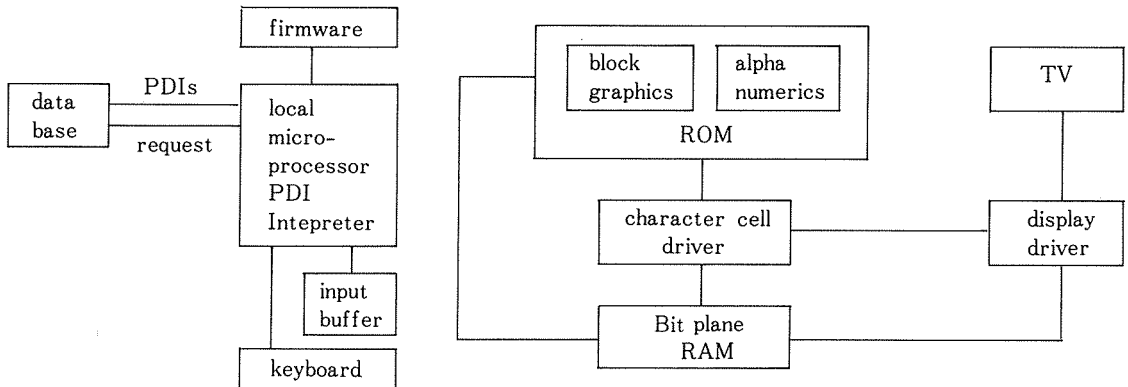 firmware
data
base
PDIs
request
local
micro-
processor
PDI
Intepreter
input
buffer
keyboard
block
graphics
alpha
numerics
ROM
character cell
driver
Bit plane
RAM
TV
display
driver